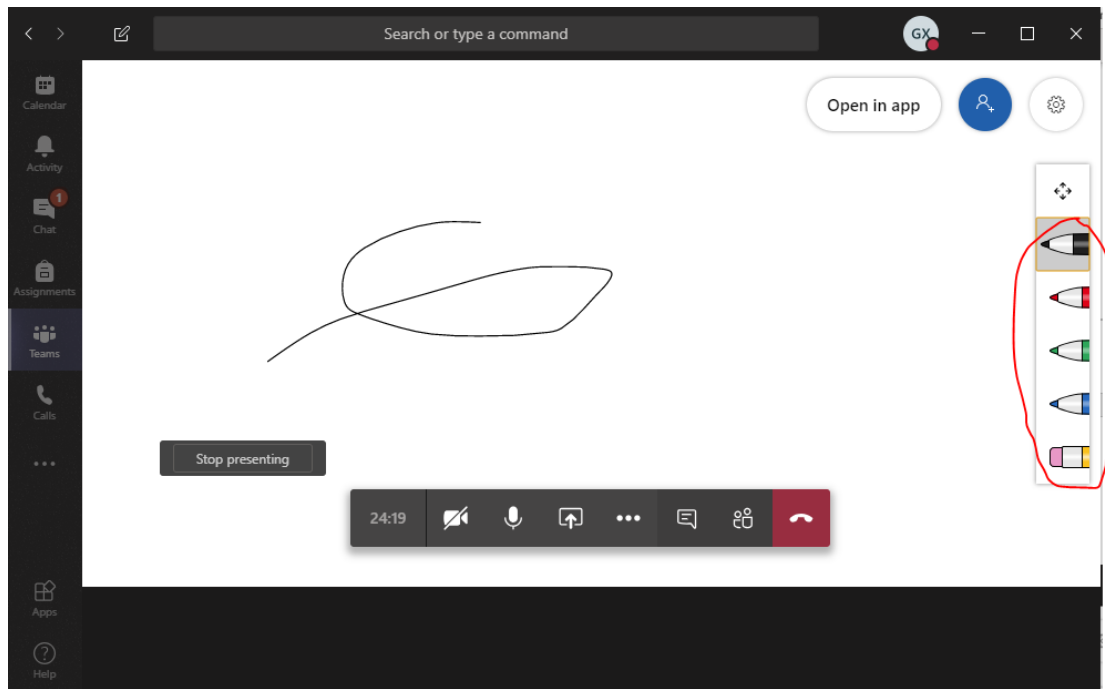 Search or type a command
GX
Calendar
Open in app
Activity
1
Chat
Assignments
Teams
Calls
Stop presenting
24:19
Apps
Help